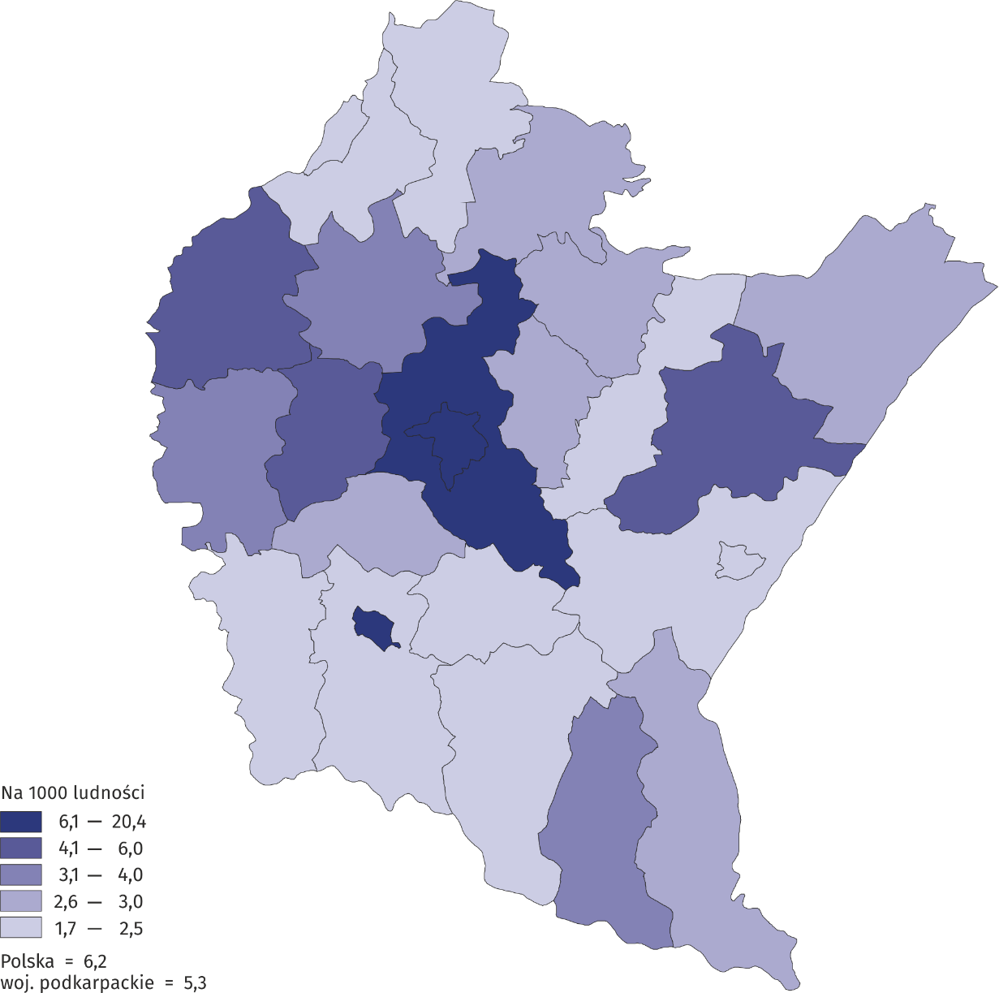 Na 1000 ludności
6,1 — 20,4
4,1 — 6,0
3,1 — 4,0
2,6 — 3,0
1,7 — 2,5
Polska = 6,2
woj. podkarpackie = 5,3